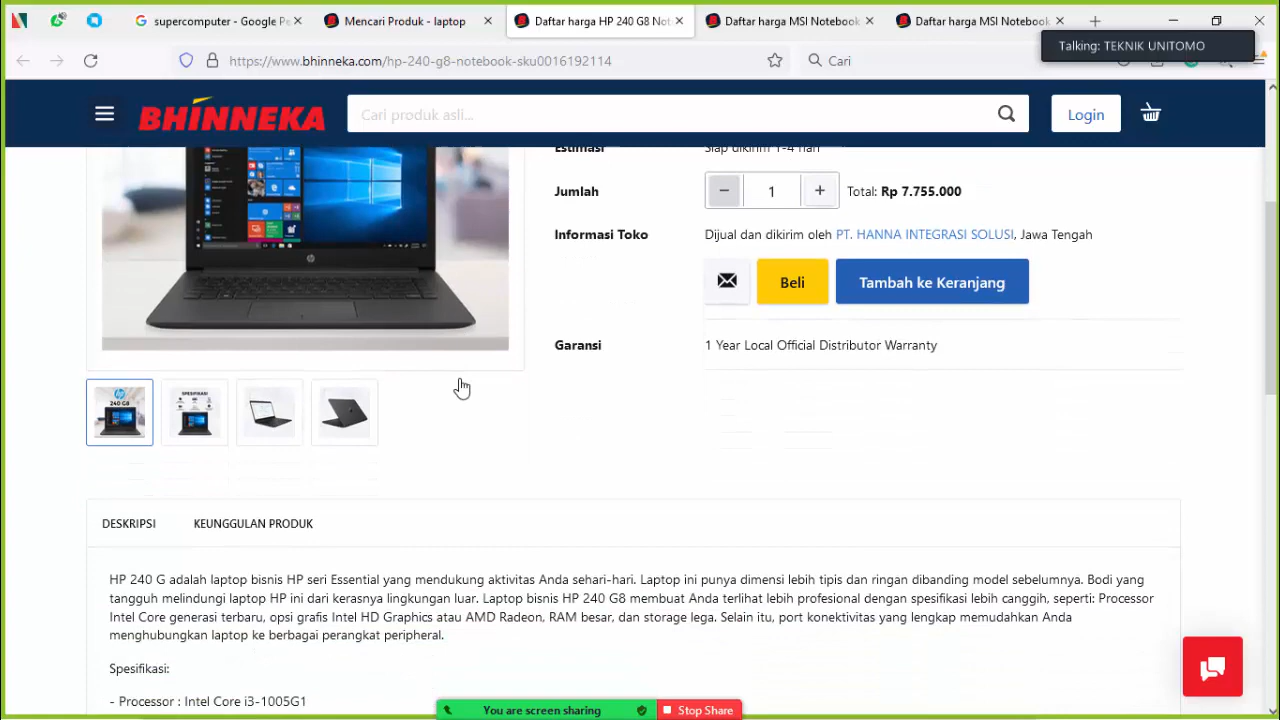 supercomputer - Google Pe
Mencari Produk - laptop
Daftar harga HP 240 G8 Not
Daftar harga MSI Notebook
Daftar harga MSI Notebook
Talking: TEKNIK UNITOMO
https://www.bhinneka.com/hp-240-g8-notebook-sku0016192114
Cari
BHINNEKA
Cari produk asli...
Login
Estimasi
Siap dikirim 1-4 hari
Jumlah
1
Total: Rp 7.755.000
Informasi Toko
Dijual dan dikirim oleh PT. HANNA INTEGRASI SOLUSI, Jawa Tengah
Beli
Tambah ke Keranjang
Garansi
1 Year Local Official Distributor Warranty
240 G8
SPESIFIKASI
DESKRIPSI
KEUNGGULAN PRODUK
HP 240 G adalah laptop bisnis HP seri Essential yang mendukung aktivitas Anda sehari-hari. Laptop ini punya dimensi lebih tipis dan ringan dibanding model sebelumnya. Bodi yang
tangguh melindungi laptop HP ini dari kerasnya lingkungan luar. Laptop bisnis HP 240 G8 membuat Anda terlihat lebih profesional dengan spesifikasi lebih canggih, seperti: Processor
Intel Core generasi terbaru, opsi grafis Intel HD Graphics atau AMD Radeon, RAM besar, dan storage lega. Selain itu, port konektivitas yang lengkap memudahkan Anda
menghubungkan laptop ke berbagai perangkat peripheral.
Spesifikasi:
- Processor : Intel Core i3-1005G1
You are screen sharing
Stop Share